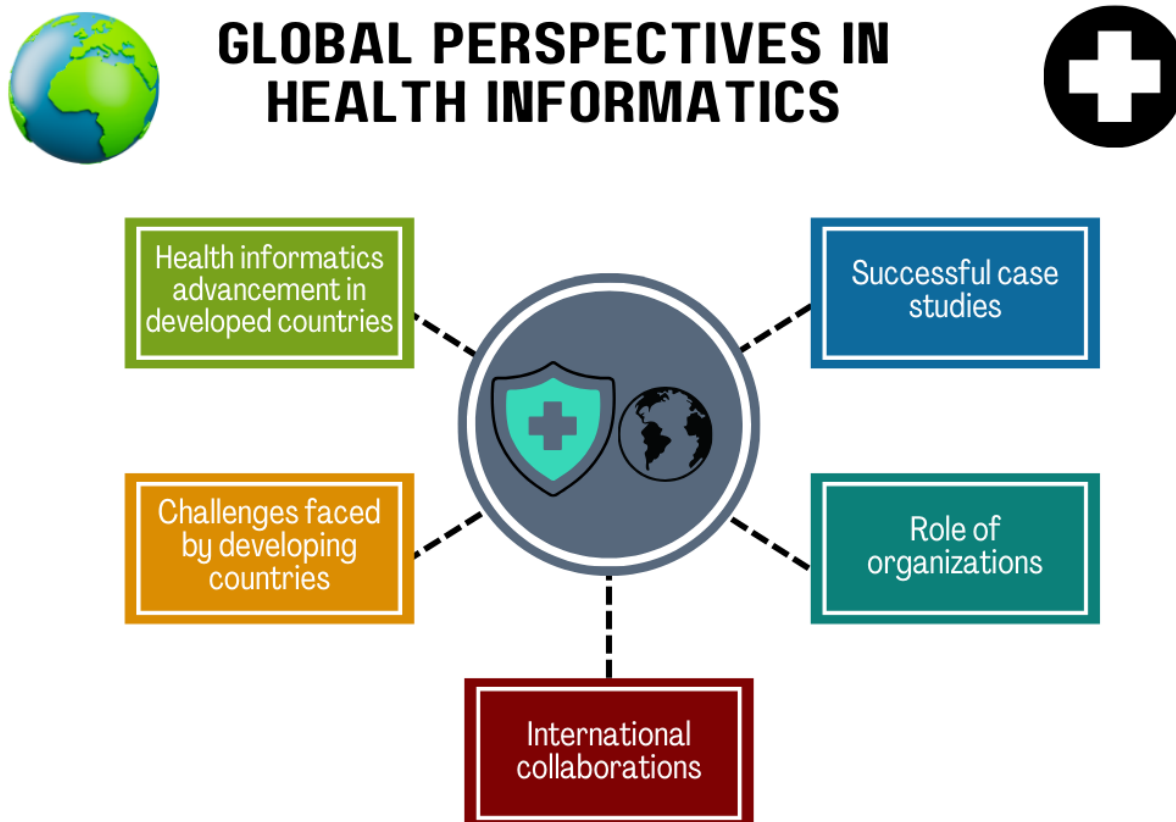 GLOBAL PERSPECTIVES IN
HEALTH INFORMATICS
Health informatics
advancement in
developed countries
Successful case
studies
Challenges faced
by developing
countries
Role of
organizations
International
collaborations